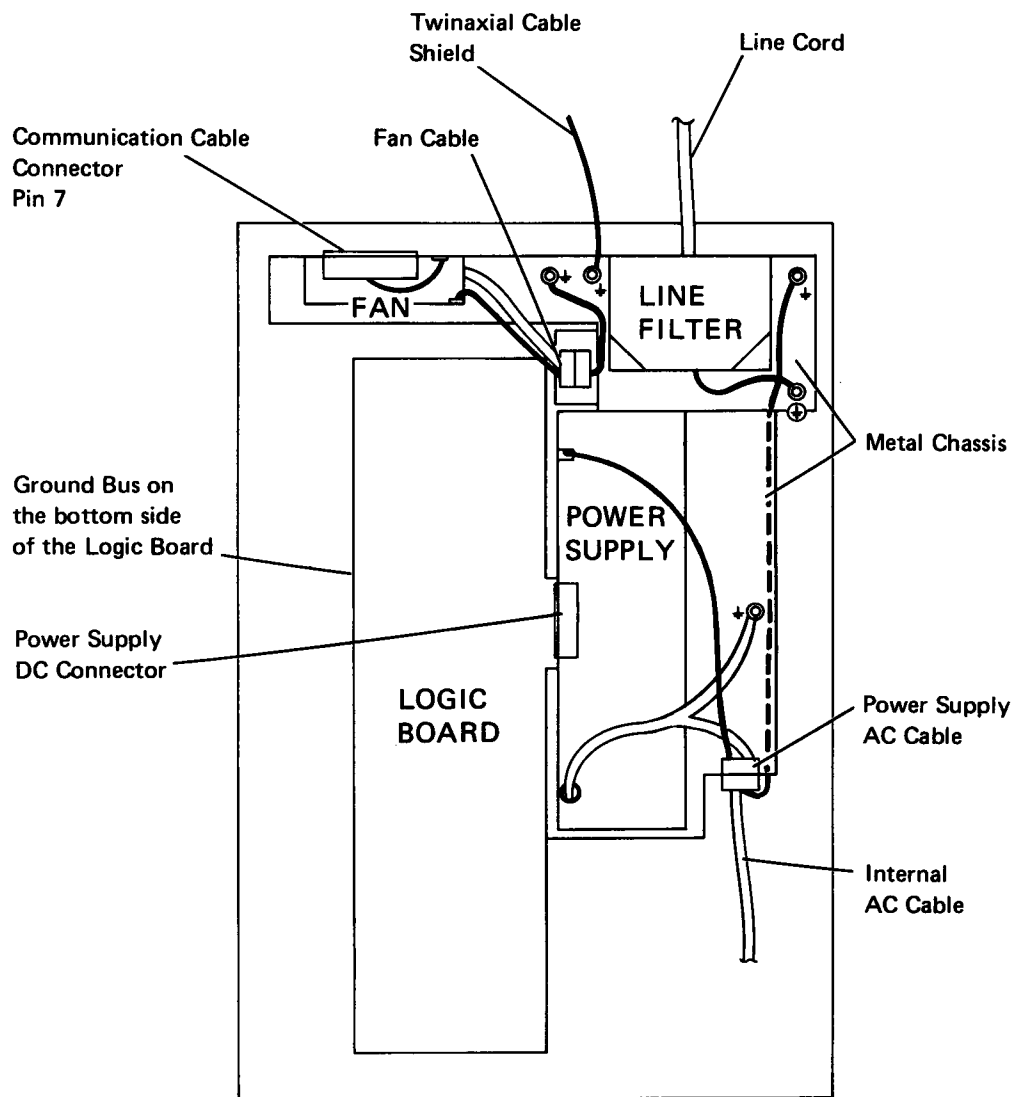 Twinaxial Cable
Shield
Line Cord
Communication Cable
Connector
Pin 7
Fan Cable
FAN
LINE
FILTER
Metal Chassis
Ground Bus on
the bottom side
of the Logic Board
POWER
SUPPLY
Power Supply
DC Connector
LOGIC
BOARD
Power Supply
AC Cable
Internal
AC Cable